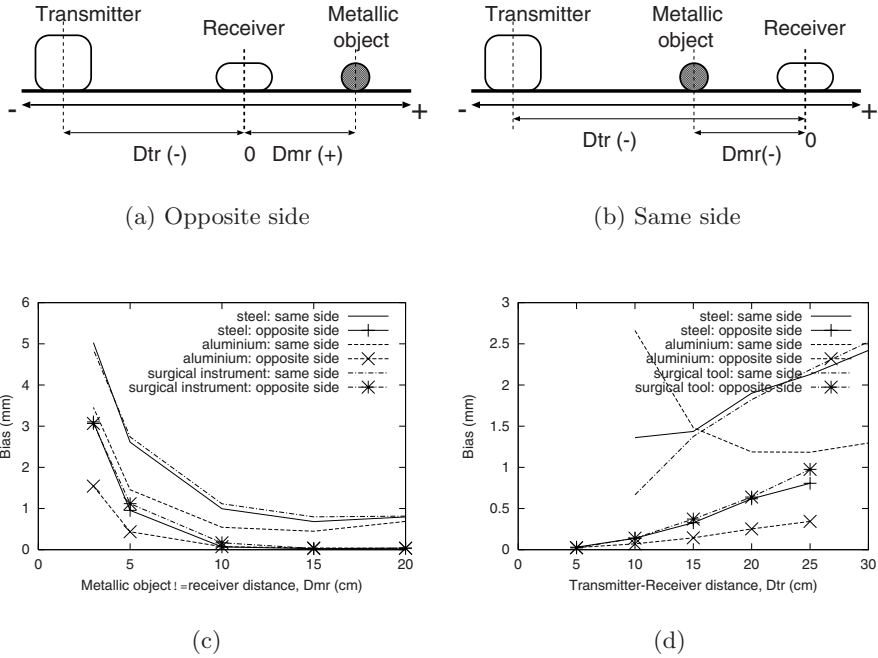 Transmitter
Receiver
Metallic
object
-
+
Dtr (-)
0
Dmr (+)
(a) Opposite side
Transmitter
Metallic
object
Receiver
-
+
Dtr (-)
Dmr(-)
0
(b) Same side
6
5
4
3
2
1
0
0
5
10
15
20
Bias (mm)
Metallic object !=receiver distance, Dmr (cm)
steel: same side
steel: opposite side
aluminium: same side
aluminium: opposite side
surgical instrument: same side
surgical instrument: opposite side
(c)
3
2.5
2
1.5
1
0.5
0
0
5
10
15
20
25
30
Bias (mm)
Transmitter-Receiver distance, Dtr (cm)
steel: same side
steel: opposite side
aluminium: same side
aluminium: opposite side
surgical tool: same side
surgical tool: opposite side
(d)